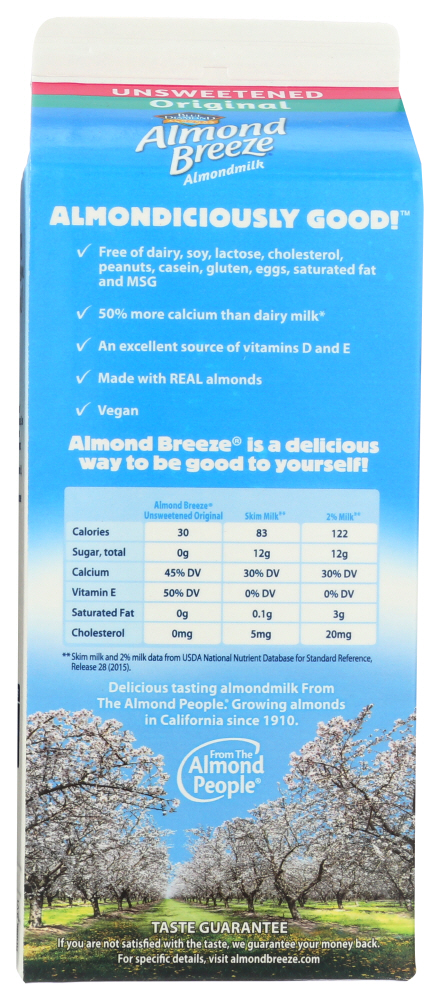 UNSWEETENED
Original
BLUE DIAMOND
Almond
Breeze
Almondmilk
ALMONDICIOUSLY GOOD!™
✓ Free of dairy, soy, lactose, cholesterol,
peanuts, casein, gluten, eggs, saturated fat
and MSG
✓ 50% more calcium than dairy milk*
✓ An excellent source of vitamins D and E
✓ Made with REAL almonds
✓ Vegan
Almond Breeze® is a delicious
way to be good to yourself!
Almond Breeze®
Unsweetened Original Skim Milk** 2% Milk**
Calories 30 83 122
Sugar, total 0g 12g 12g
Calcium 45% DV 30% DV 30% DV
Vitamin E 50% DV 0% DV 0% DV
Saturated Fat 0g 0.1g 3g
Cholesterol 0mg 5mg 20mg
** Skim milk and 2% milk data from USDA National Nutrient Database for Standard Reference,
Release 28 (2015).
Delicious tasting almondmilk From
The Almond People.® Growing almonds
in California since 1910.
From The
Almond
People®
TASTE GUARANTEE
If you are not satisfied with the taste, we guarantee your money back.
For specific details, visit almondbreeze.com